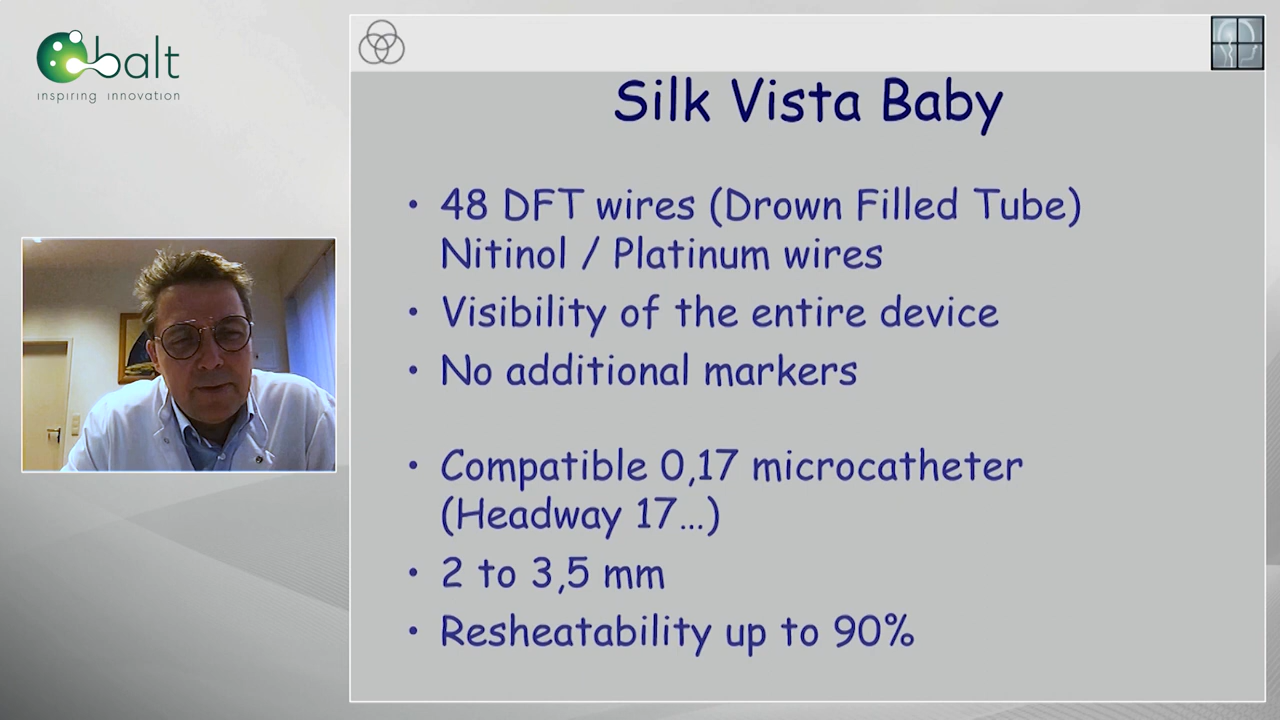 balt
inspiring innovation
Silk Vista Baby
• 48 DFT wires (Drown Filled Tube)
Nitinol / Platinum wires
• Visibility of the entire device
• No additional markers
• Compatible 0,17 microcatheter
(Headway 17...)
• 2 to 3,5 mm
• Resheatability up to 90%